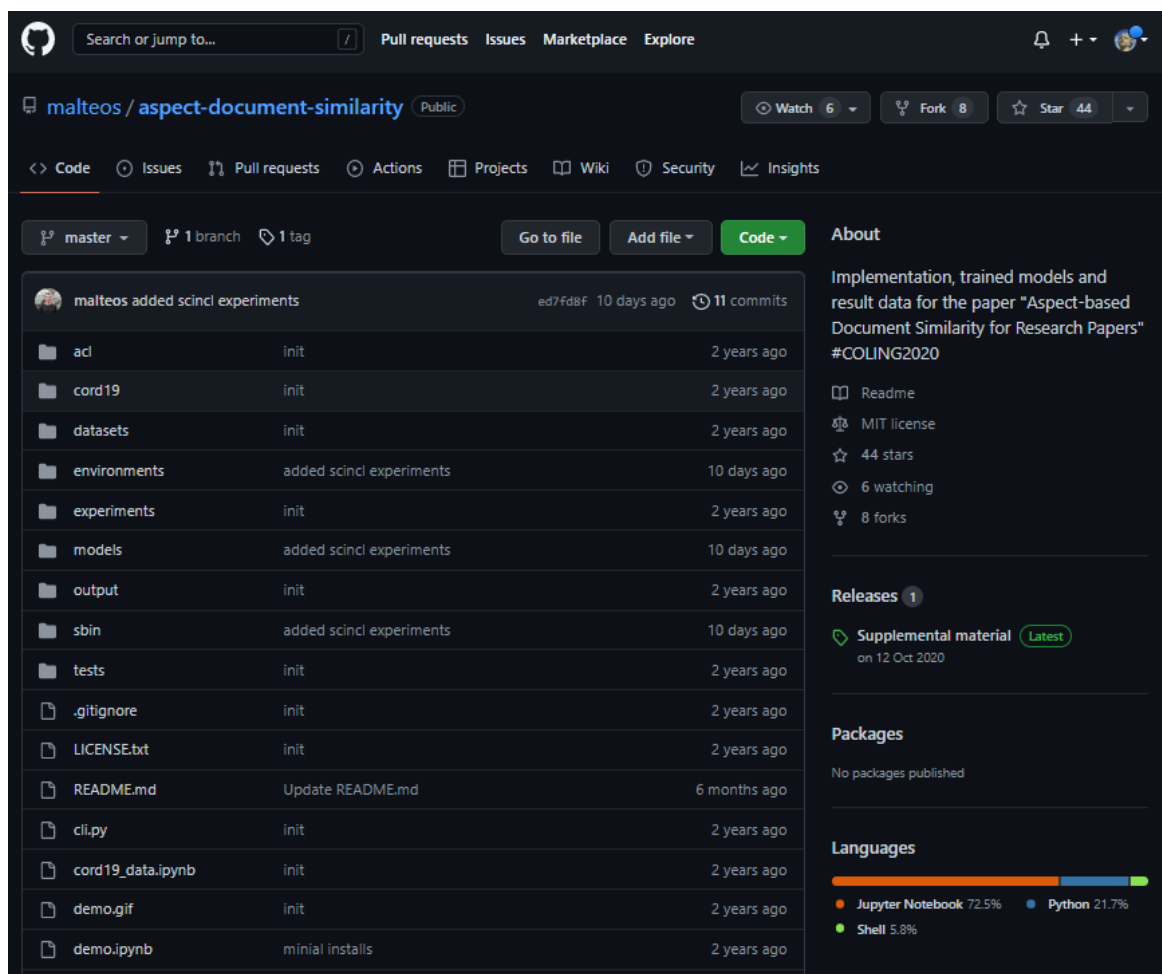 Search or jump to... / Pull requests Issues Marketplace Explore
malteos / aspect-document-similarity Public Watch 6 Fork 8 Star 44
Code Issues Pull requests Actions Projects Wiki Security Insights
master 1 branch 1 tag Go to file Add file Code
malteos added scincl experiments ed7fd8f 10 days ago 11 commits
acl init 2 years ago
cord19 init 2 years ago
datasets init 2 years ago
environments added scincl experiments 10 days ago
experiments init 2 years ago
models added scincl experiments 10 days ago
output init 2 years ago
sbin added scincl experiments 10 days ago
tests init 2 years ago
.gitignore init 2 years ago
LICENSE.txt init 2 years ago
README.md Update README.md 6 months ago
cli.py init 2 years ago
cord19_data.ipynb init 2 years ago
demo.gif init 2 years ago
demo.ipynb minial installs 2 years ago
About
Implementation, trained models and
result data for the paper "Aspect-based
Document Similarity for Research Papers"
#COLING2020
Readme
MIT license
44 stars
6 watching
8 forks
Releases 1
Supplemental material Latest
on 12 Oct 2020
Packages
No packages published
Languages
Jupyter Notebook 72.5% Python 21.7%
Shell 5.8%